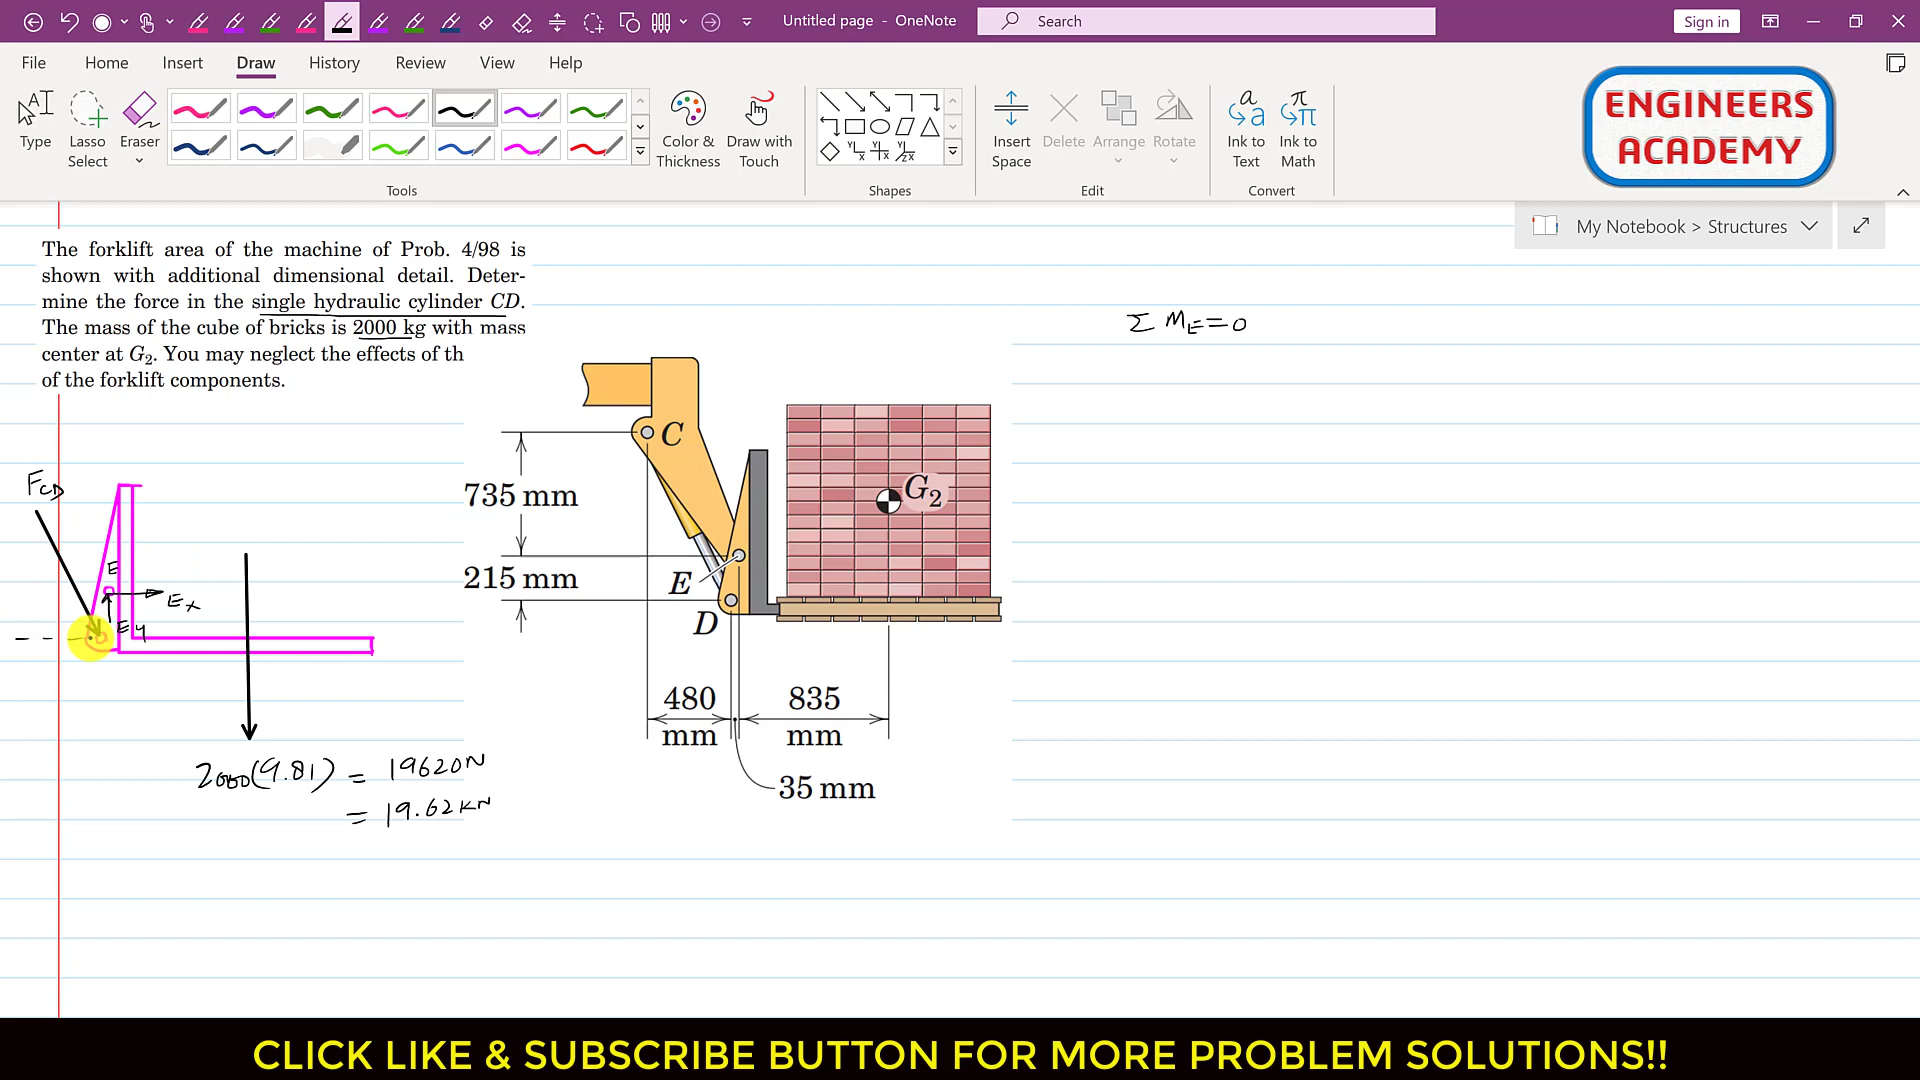 Untitled page - OneNote
Search
Sign in
File Home Insert Draw History Review View Help
Type
Lasso Select
Eraser
Color & Thickness
Draw with Touch
Insert Space
Delete
Arrange
Rotate
Ink to Text
Ink to Math
Tools
Shapes
Edit
Convert
ENGINEERS
ACADEMY
My Notebook > Structures
The forklift area of the machine of Prob. 4/98 is
shown with additional dimensional detail. Deter-
mine the force in the single hydraulic cylinder CD.
The mass of the cube of bricks is 2000 kg with mass
center at G₂. You may neglect the effects of th
of the forklift components.
Σ M_E = 0
C
735 mm
G₂
F_CD
E
E_x
E_y
215 mm
E
D
480 mm
835 mm
35 mm
2000(9.81) = 19620N
= 19.62KN
CLICK LIKE & SUBSCRIBE BUTTON FOR MORE PROBLEM SOLUTIONS!!